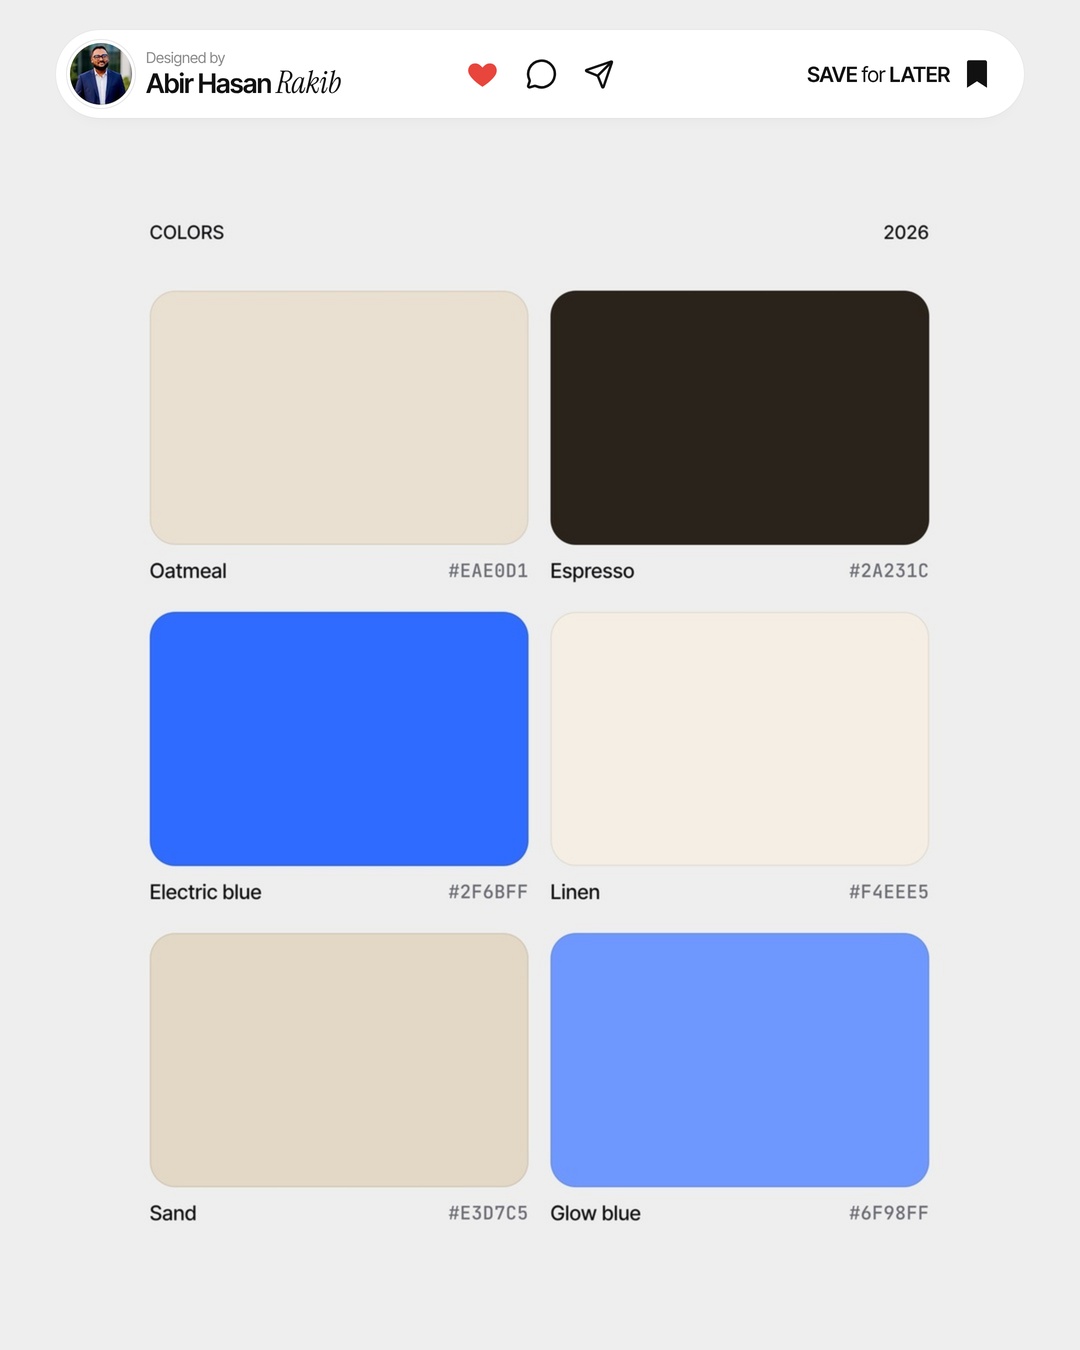 Designed by
Abir Hasan Rakib
SAVE for LATER
COLORS
2026
Oatmeal
#EAE0D1
Espresso
#2A231C
Electric blue
#2F6BFF
Linen
#F4EEE5
Sand
#E3D7C5
Glow blue
#6F98FF